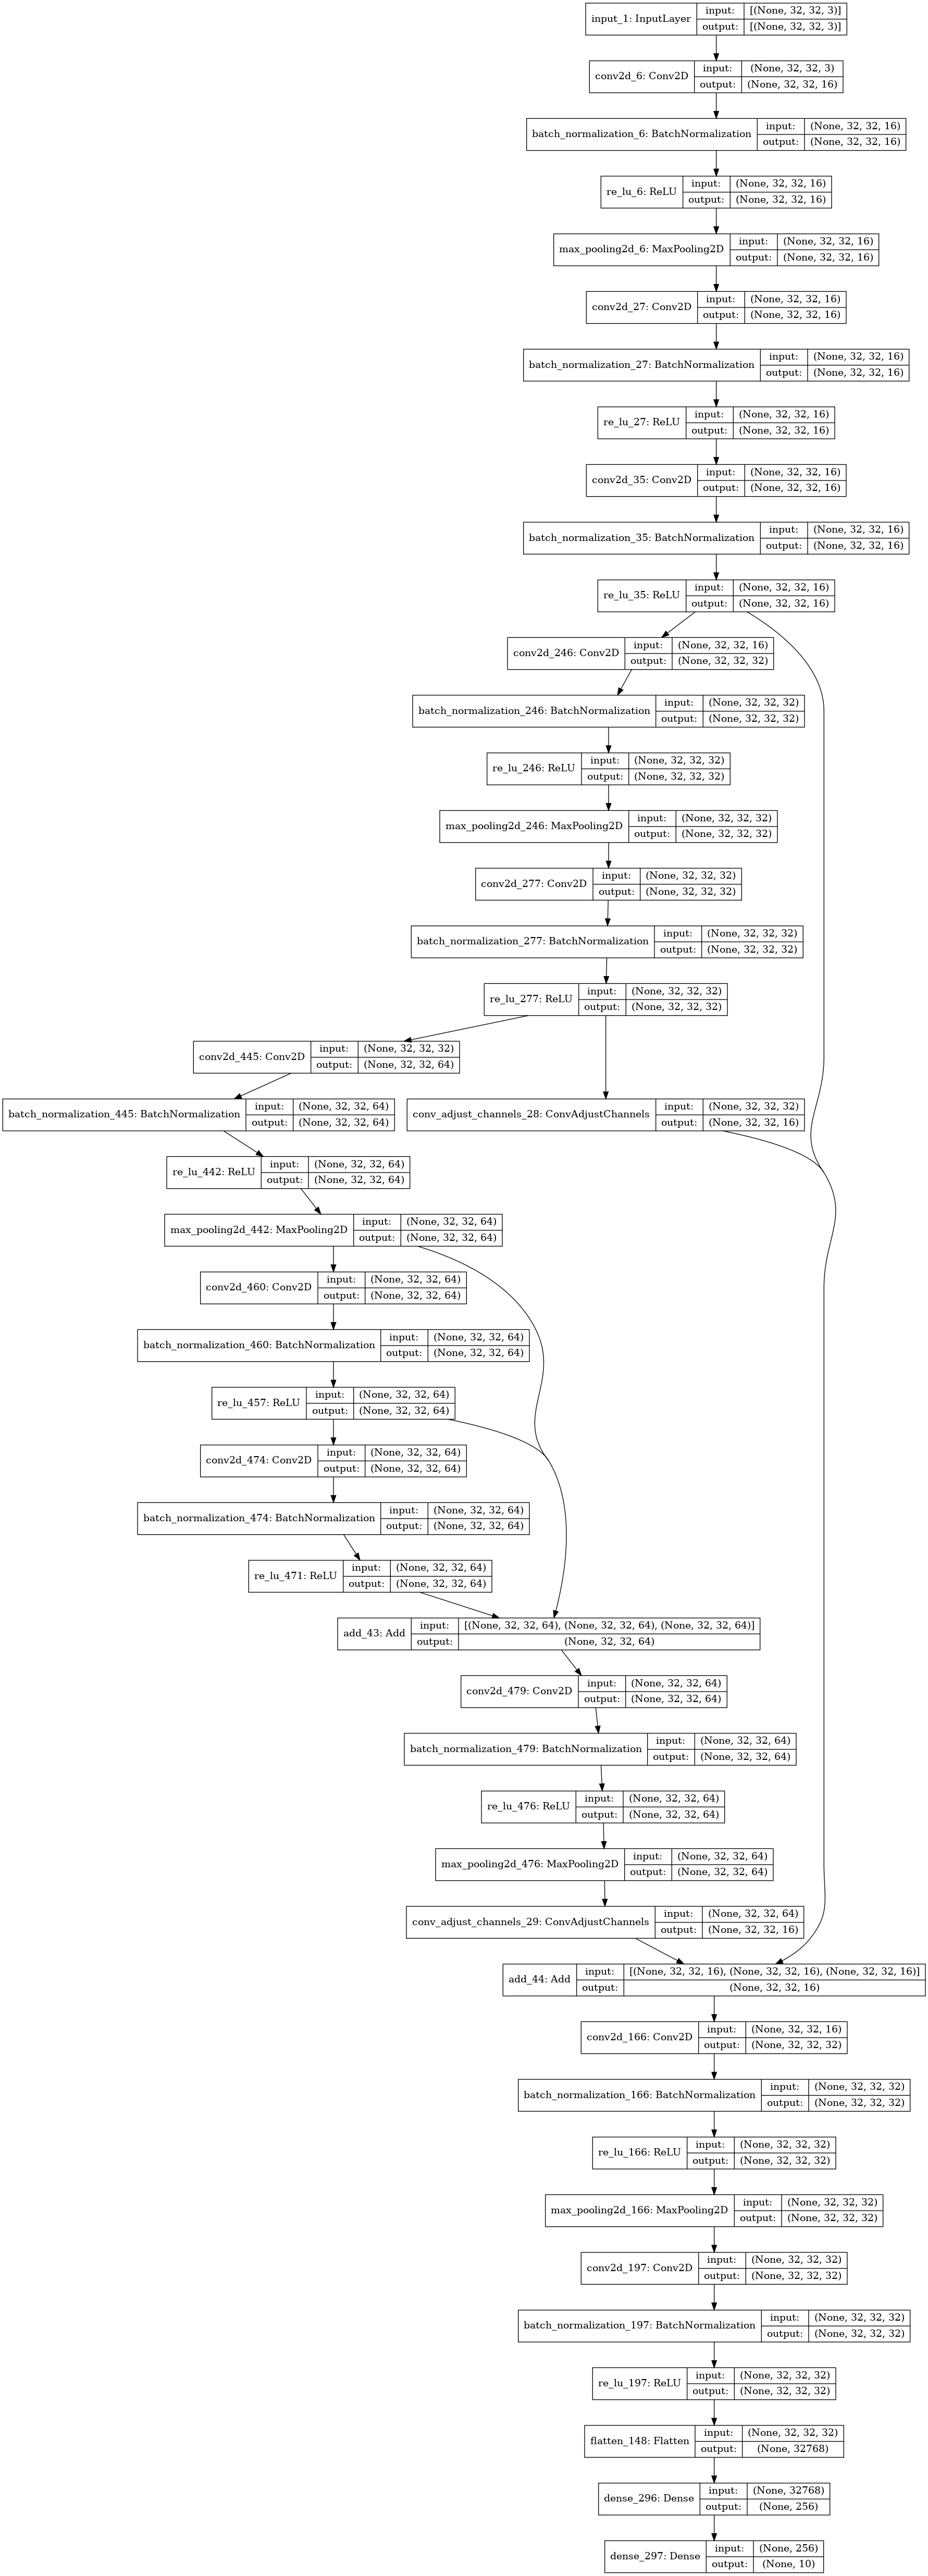 input_1: InputLayer
input: [(None, 32, 32, 3)]
output: [(None, 32, 32, 3)]
conv2d_6: Conv2D
input: (None, 32, 32, 3)
output: (None, 32, 32, 16)
batch_normalization_6: BatchNormalization
input: (None, 32, 32, 16)
output: (None, 32, 32, 16)
re_lu_6: ReLU
input: (None, 32, 32, 16)
output: (None, 32, 32, 16)
max_pooling2d_6: MaxPooling2D
input: (None, 32, 32, 16)
output: (None, 32, 32, 16)
conv2d_27: Conv2D
input: (None, 32, 32, 16)
output: (None, 32, 32, 16)
batch_normalization_27: BatchNormalization
input: (None, 32, 32, 16)
output: (None, 32, 32, 16)
re_lu_27: ReLU
input: (None, 32, 32, 16)
output: (None, 32, 32, 16)
conv2d_35: Conv2D
input: (None, 32, 32, 16)
output: (None, 32, 32, 16)
batch_normalization_35: BatchNormalization
input: (None, 32, 32, 16)
output: (None, 32, 32, 16)
re_lu_35: ReLU
input: (None, 32, 32, 16)
output: (None, 32, 32, 16)
conv2d_246: Conv2D
input: (None, 32, 32, 16)
output: (None, 32, 32, 32)
batch_normalization_246: BatchNormalization
input: (None, 32, 32, 32)
output: (None, 32, 32, 32)
re_lu_246: ReLU
input: (None, 32, 32, 32)
output: (None, 32, 32, 32)
max_pooling2d_246: MaxPooling2D
input: (None, 32, 32, 32)
output: (None, 32, 32, 32)
conv2d_277: Conv2D
input: (None, 32, 32, 32)
output: (None, 32, 32, 32)
batch_normalization_277: BatchNormalization
input: (None, 32, 32, 32)
output: (None, 32, 32, 32)
re_lu_277: ReLU
input: (None, 32, 32, 32)
output: (None, 32, 32, 32)
conv2d_445: Conv2D
input: (None, 32, 32, 32)
output: (None, 32, 32, 64)
batch_normalization_445: BatchNormalization
input: (None, 32, 32, 64)
output: (None, 32, 32, 64)
conv_adjust_channels_28: ConvAdjustChannels
input: (None, 32, 32, 32)
output: (None, 32, 32, 16)
re_lu_442: ReLU
input: (None, 32, 32, 64)
output: (None, 32, 32, 64)
max_pooling2d_442: MaxPooling2D
input: (None, 32, 32, 64)
output: (None, 32, 32, 64)
conv2d_460: Conv2D
input: (None, 32, 32, 64)
output: (None, 32, 32, 64)
batch_normalization_460: BatchNormalization
input: (None, 32, 32, 64)
output: (None, 32, 32, 64)
re_lu_457: ReLU
input: (None, 32, 32, 64)
output: (None, 32, 32, 64)
conv2d_474: Conv2D
input: (None, 32, 32, 64)
output: (None, 32, 32, 64)
batch_normalization_474: BatchNormalization
input: (None, 32, 32, 64)
output: (None, 32, 32, 64)
re_lu_471: ReLU
input: (None, 32, 32, 64)
output: (None, 32, 32, 64)
add_43: Add
input: [(None, 32, 32, 64), (None, 32, 32, 64), (None, 32, 32, 64)]
output: (None, 32, 32, 64)
conv2d_479: Conv2D
input: (None, 32, 32, 64)
output: (None, 32, 32, 64)
batch_normalization_479: BatchNormalization
input: (None, 32, 32, 64)
output: (None, 32, 32, 64)
re_lu_476: ReLU
input: (None, 32, 32, 64)
output: (None, 32, 32, 64)
max_pooling2d_476: MaxPooling2D
input: (None, 32, 32, 64)
output: (None, 32, 32, 64)
conv_adjust_channels_29: ConvAdjustChannels
input: (None, 32, 32, 64)
output: (None, 32, 32, 16)
add_44: Add
input: [(None, 32, 32, 16), (None, 32, 32, 16), (None, 32, 32, 16)]
output: (None, 32, 32, 16)
conv2d_166: Conv2D
input: (None, 32, 32, 16)
output: (None, 32, 32, 32)
batch_normalization_166: BatchNormalization
input: (None, 32, 32, 32)
output: (None, 32, 32, 32)
re_lu_166: ReLU
input: (None, 32, 32, 32)
output: (None, 32, 32, 32)
max_pooling2d_166: MaxPooling2D
input: (None, 32, 32, 32)
output: (None, 32, 32, 32)
conv2d_197: Conv2D
input: (None, 32, 32, 32)
output: (None, 32, 32, 32)
batch_normalization_197: BatchNormalization
input: (None, 32, 32, 32)
output: (None, 32, 32, 32)
re_lu_197: ReLU
input: (None, 32, 32, 32)
output: (None, 32, 32, 32)
flatten_148: Flatten
input: (None, 32, 32, 32)
output: (None, 32768)
dense_296: Dense
input: (None, 32768)
output: (None, 256)
dense_297: Dense
input: (None, 256)
output: (None, 10)